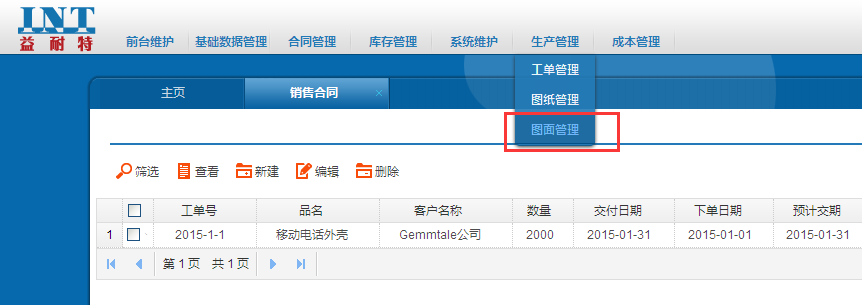 INT
益耐特
前台维护 基础数据管理 合同管理 库存管理 系统维护 生产管理 成本管理
工单管理
图纸管理
图面管理
主页 销售合同 ×
筛选 查看 新建 编辑 删除
工单号 品名 客户名称 数量 交付日期 下单日期 预计交期
1 2015-1-1 移动电话外壳 Gemmtale公司 2000 2015-01-31 2015-01-01 2015-01-31
第 1 页 共 1 页